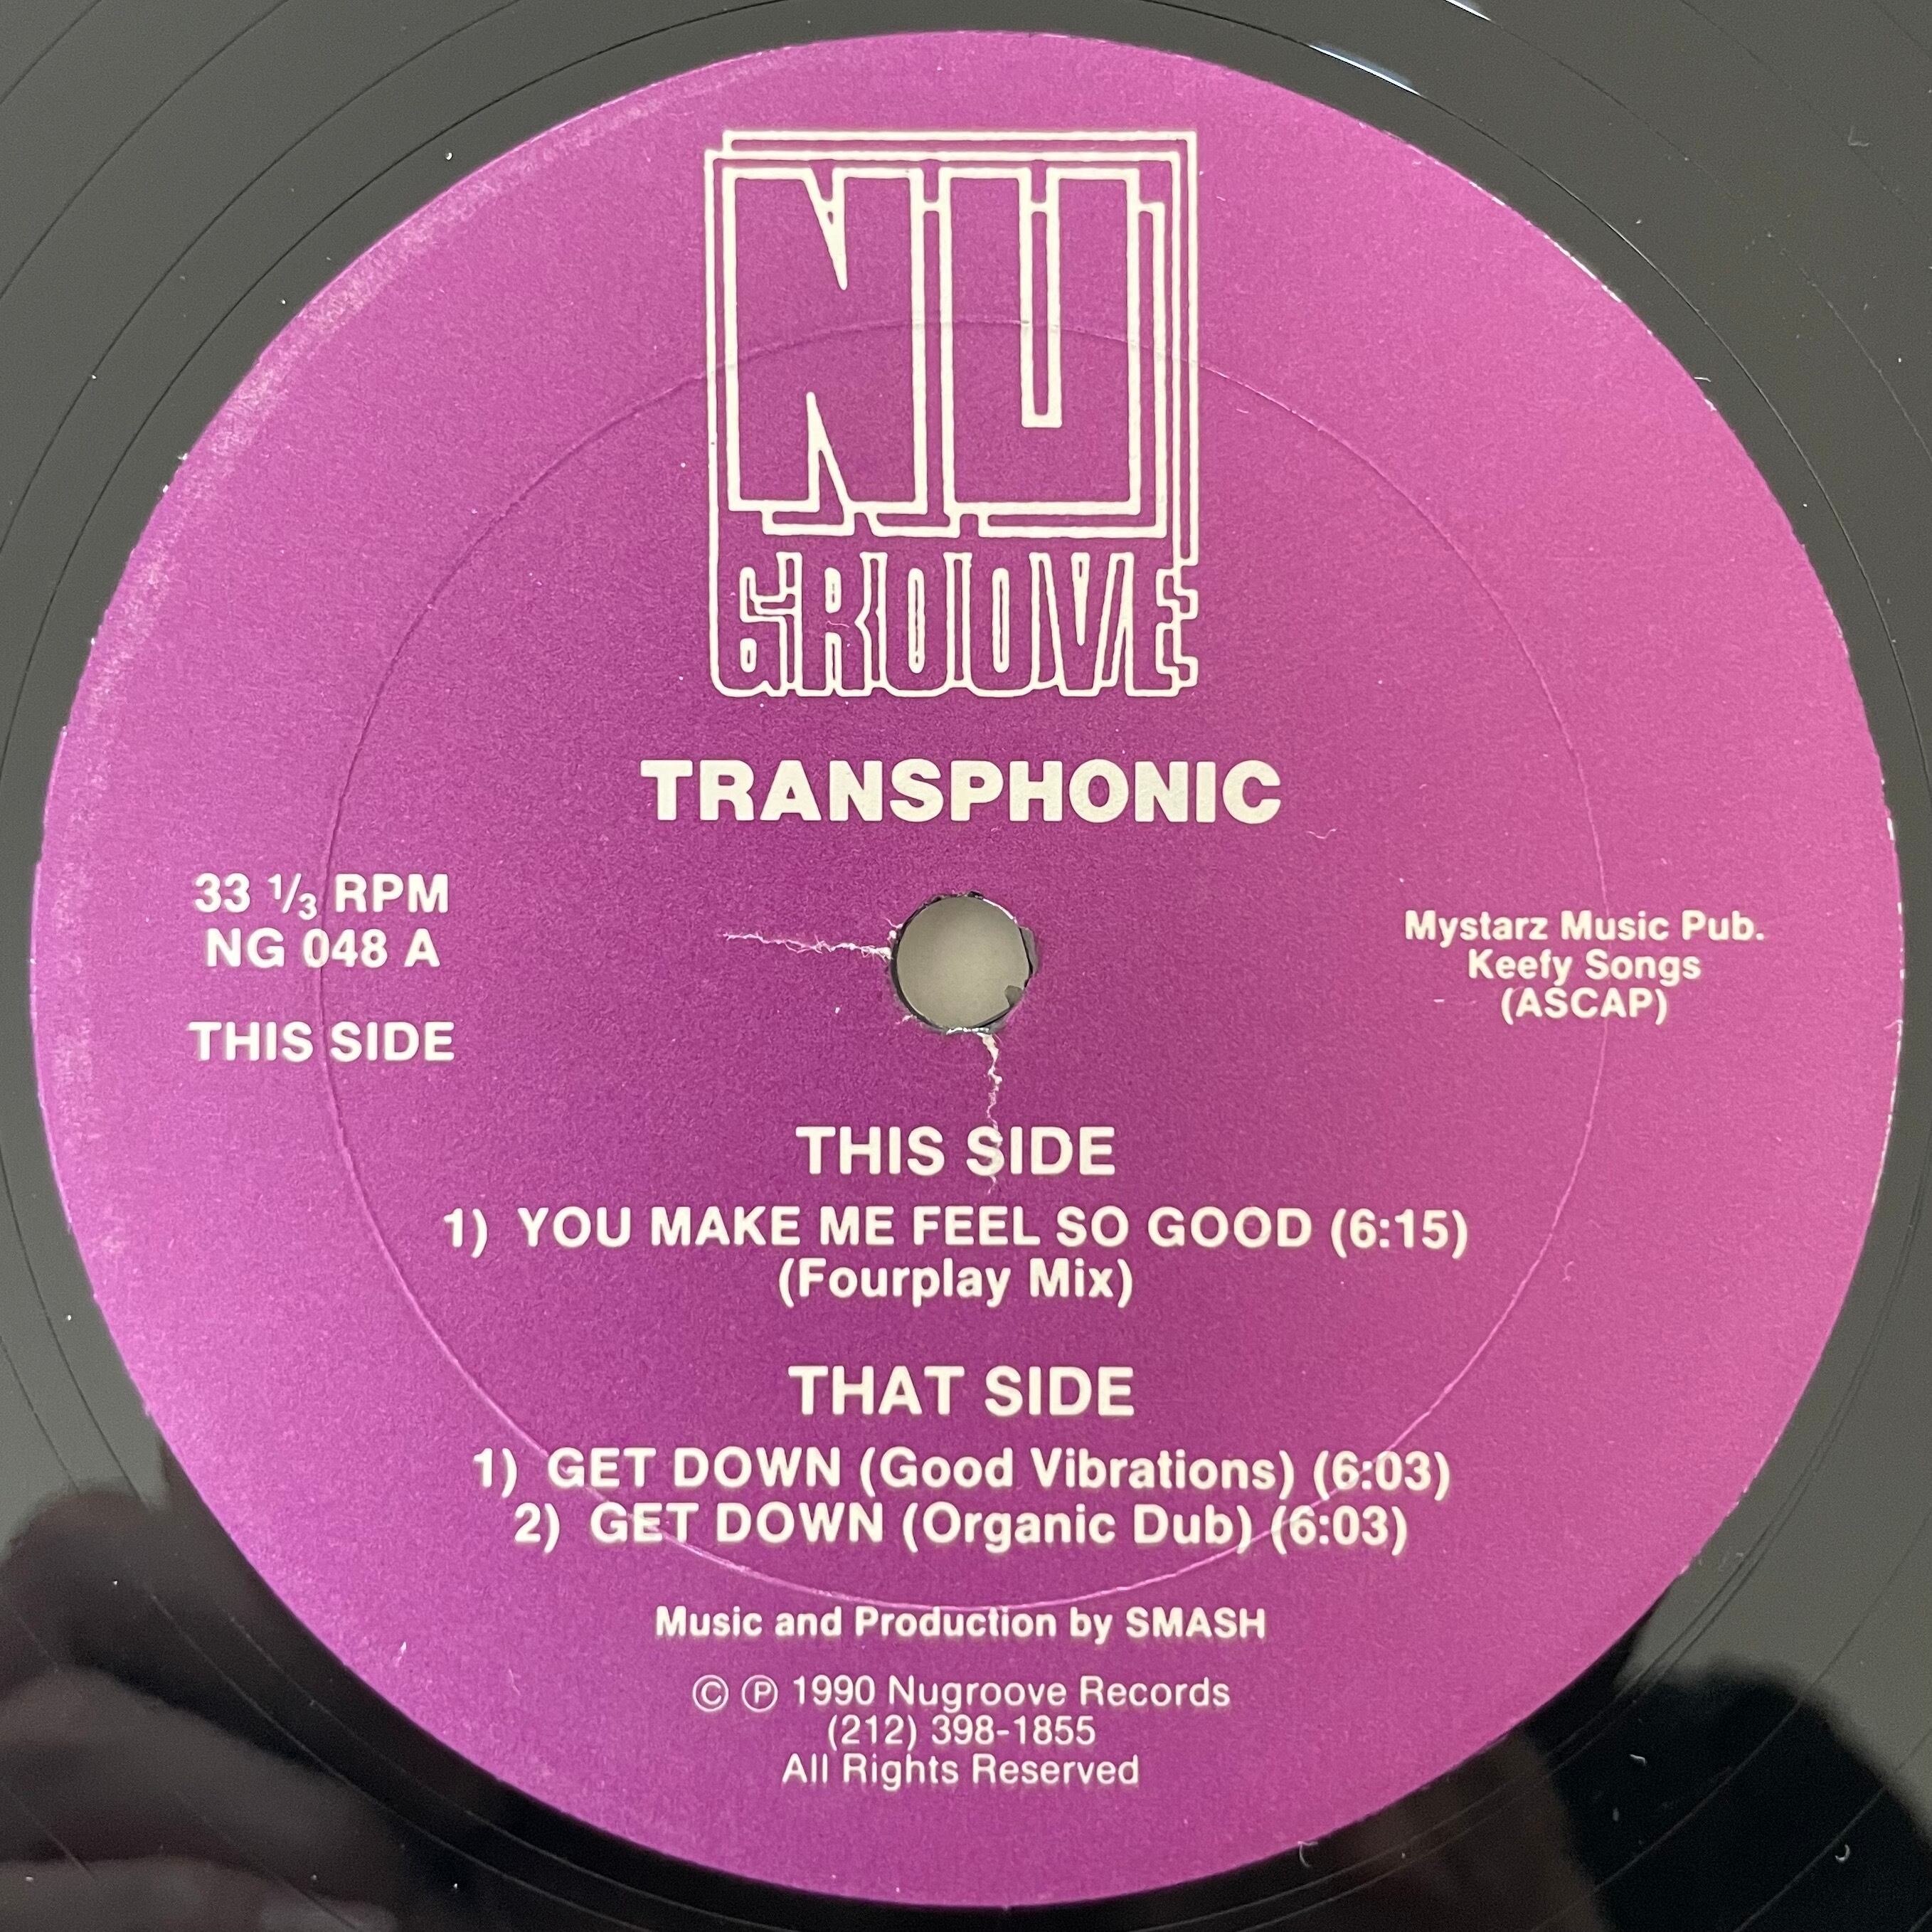 NU
GROOVE
TRANSPHONIC
33 1/3 RPM
NG 048 A
THIS SIDE
Mystarz Music Pub.
Keefy Songs
(ASCAP)
THIS SIDE
1) YOU MAKE ME FEEL SO GOOD (6:15)
(Fourplay Mix)
THAT SIDE
1) GET DOWN (Good Vibrations) (6:03)
2) GET DOWN (Organic Dub) (6:03)
Music and Production by SMASH
© ℗ 1990 Nugroove Records
(212) 398-1855
All Rights Reserved